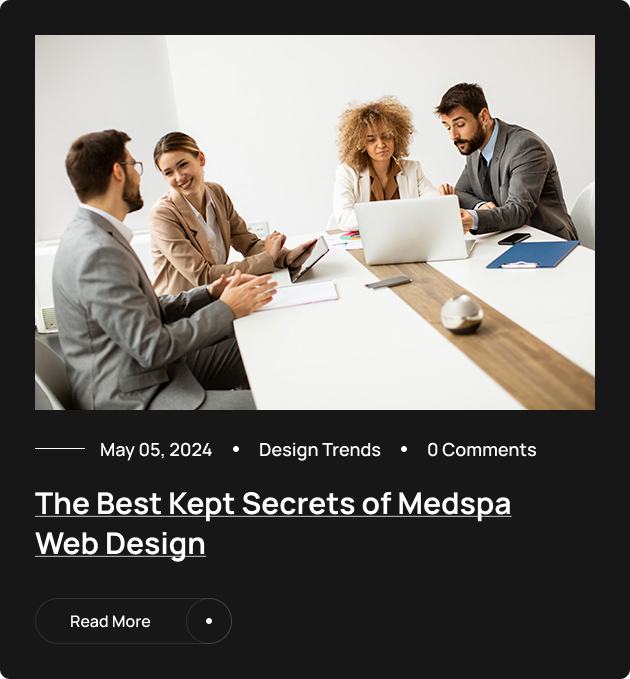 May 05, 2024 • Design Trends • 0 Comments
The Best Kept Secrets of Medspa
Web Design
Read More